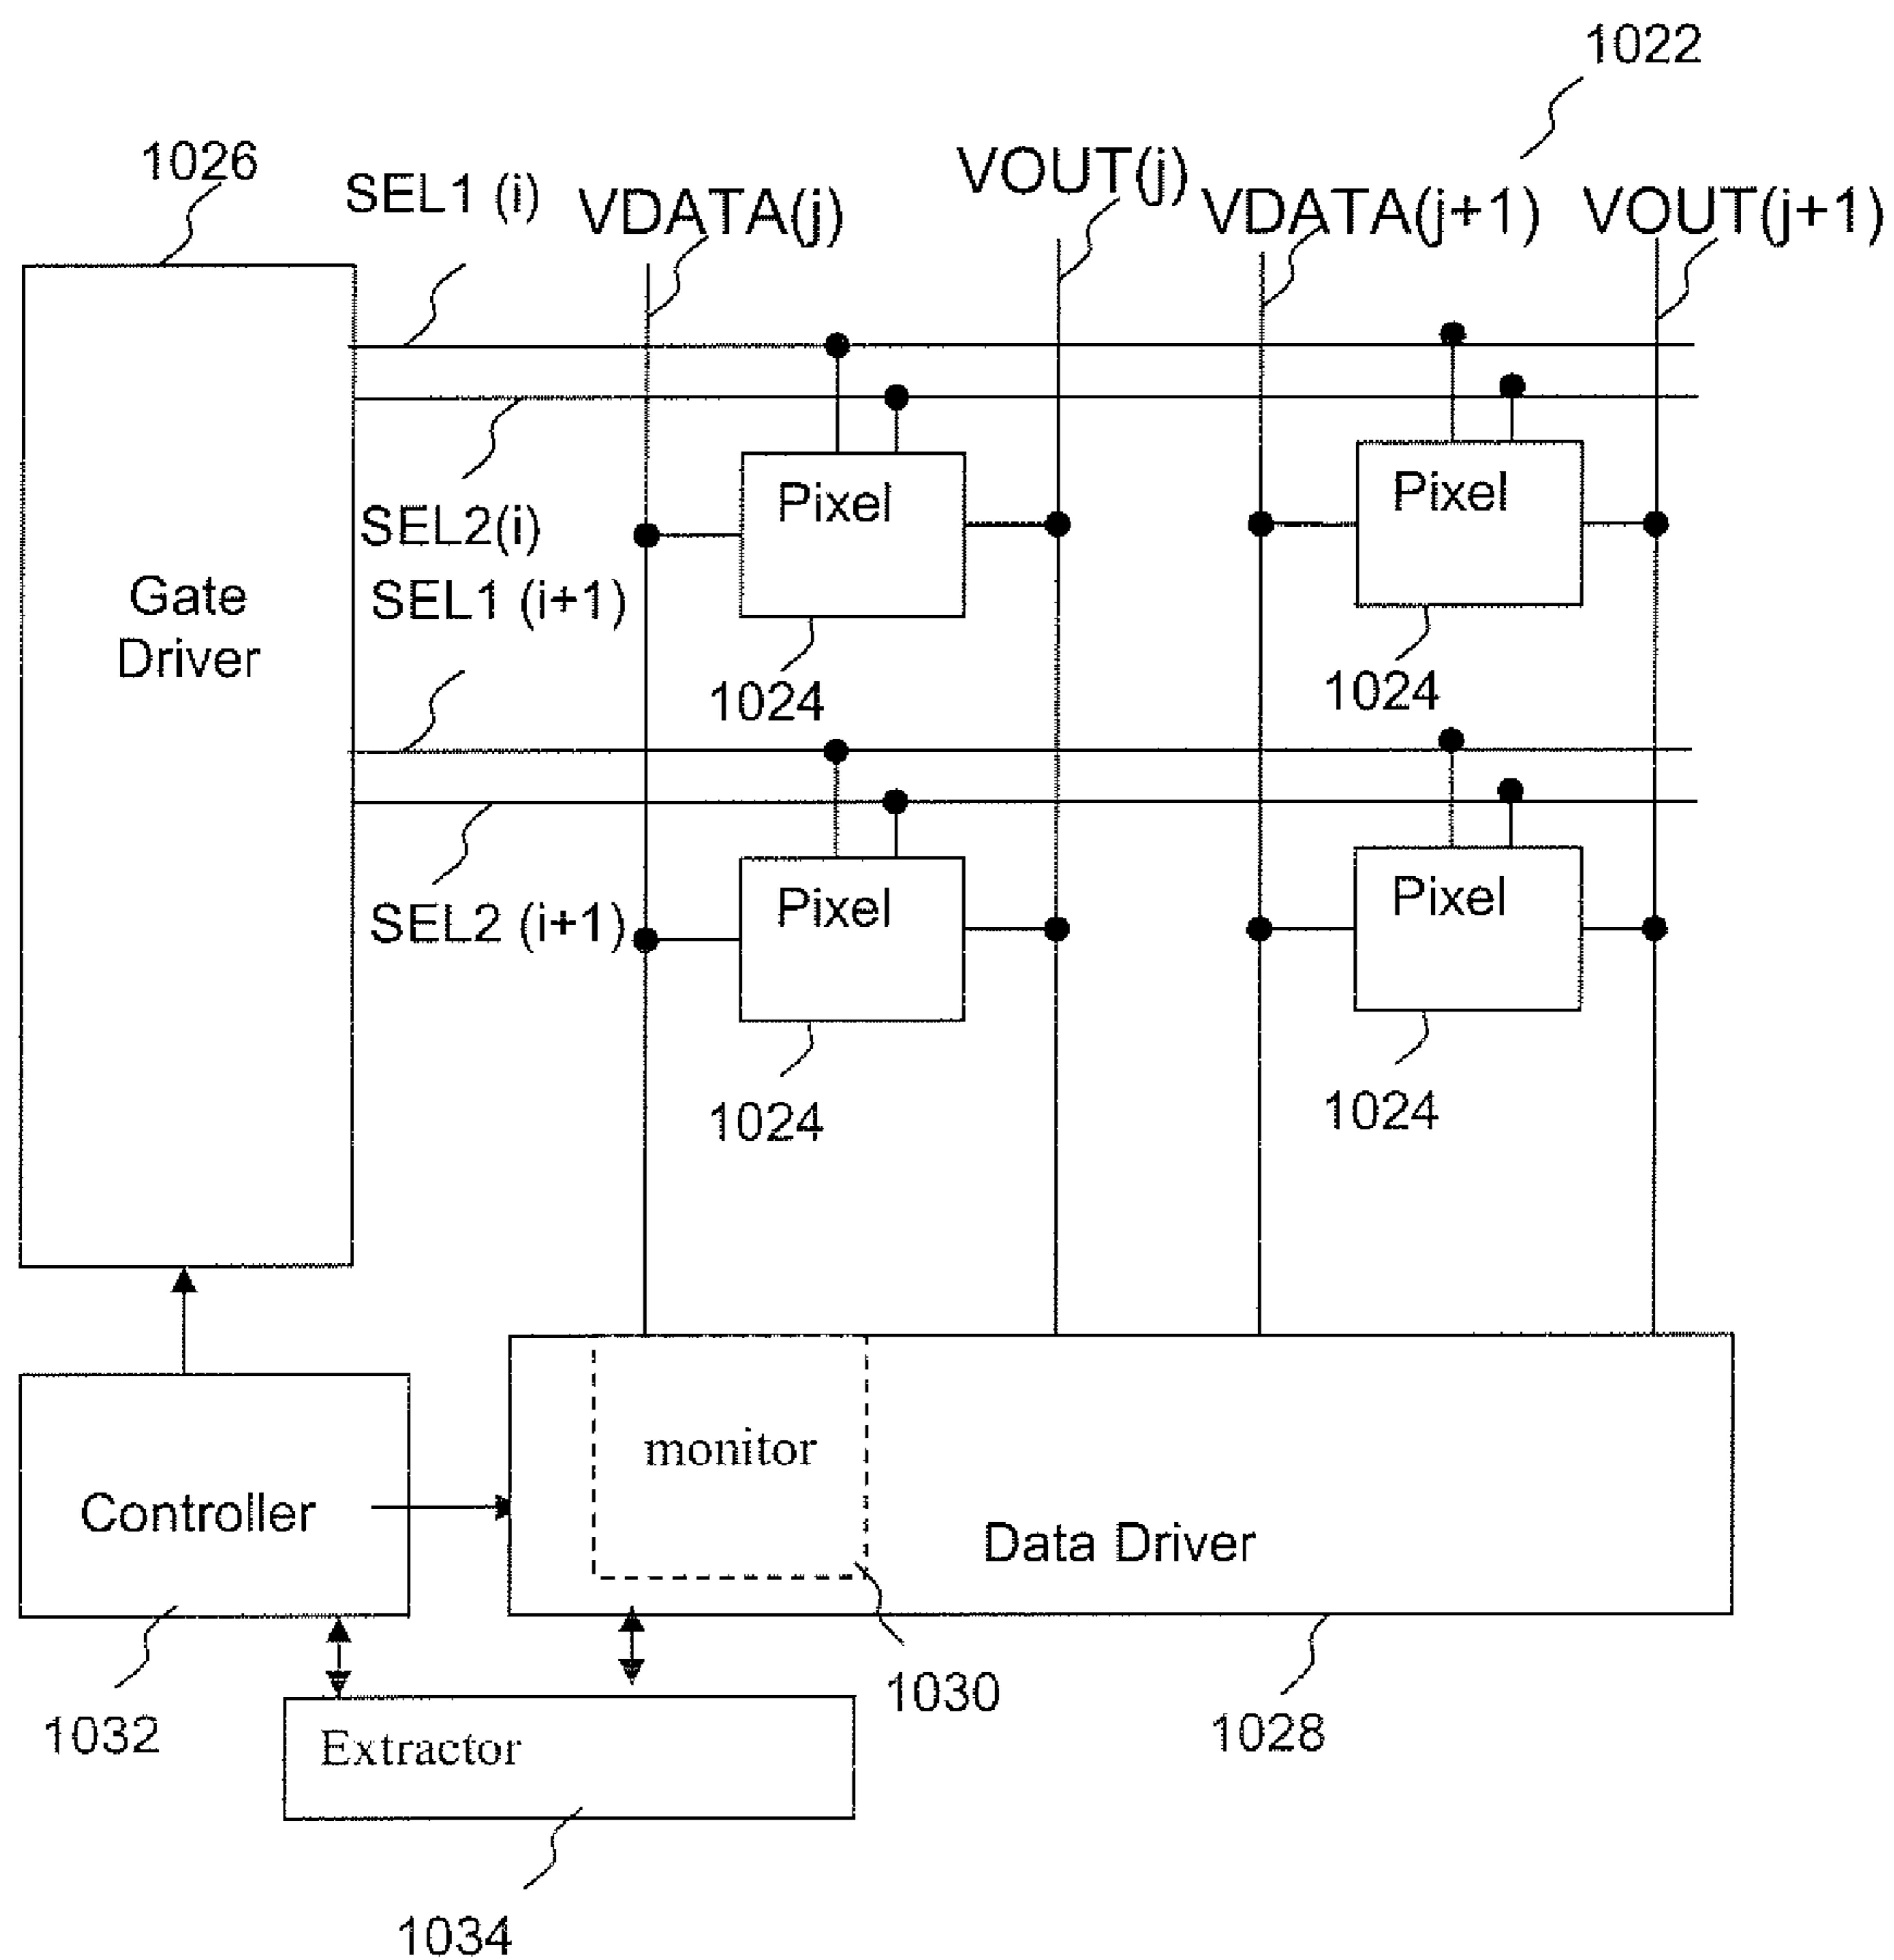 1022
1026
SEL1 (i)
VDATA(j)
VOUT(j)
VDATA(j+1)
VOUT(j+1)
Pixel
Pixel
SEL2(i)
SEL1 (i+1)
Gate
Driver
1024
1024
Pixel
Pixel
SEL2 (i+1)
1024
1024
monitor
Controller
Data Driver
1030
1032
1028
Extractor
1034